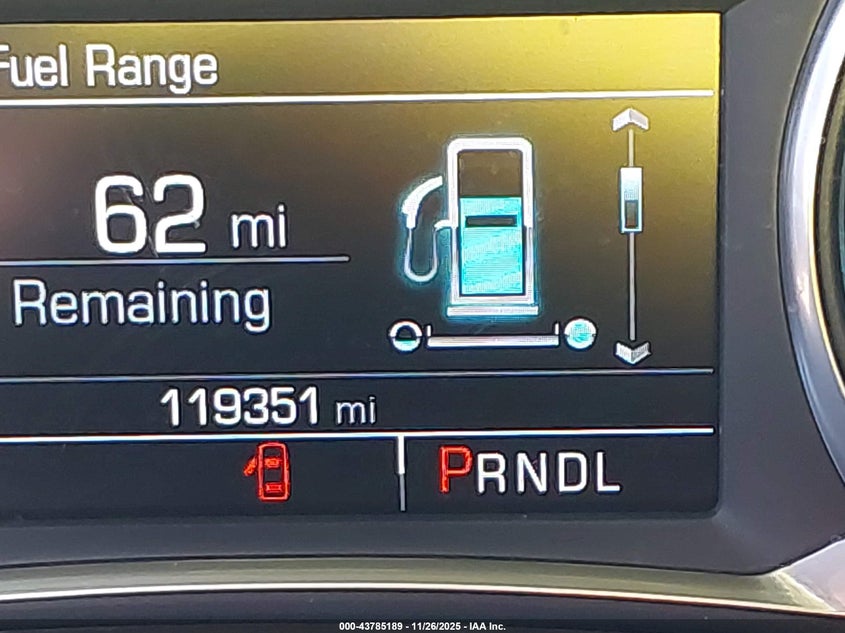 Fuel Range
62 mi
Remaining
119351 mi
PRNDL
000-43785189 - 11/26/2025 - IAA Inc.